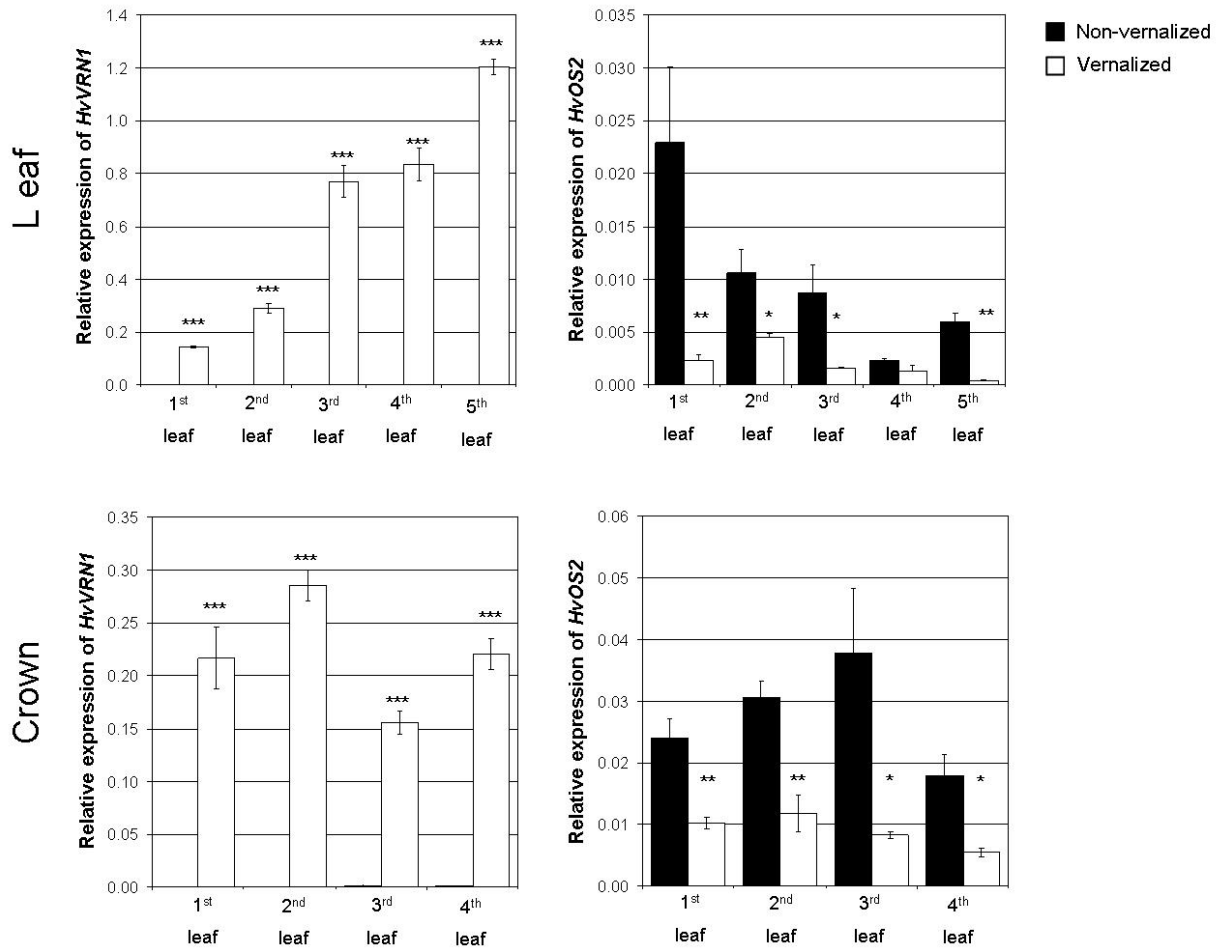 Leaf
Relative expression of HvVRN1
1.4
1.2
1.0
0.8
0.6
0.4
0.2
0.0
***
***
***
***
***
1st 2nd 3rd 4th 5th
leaf leaf leaf leaf leaf
Relative expression of HvOS2
0.035
0.030
0.025
0.020
0.015
0.010
0.005
0.000
** * * **
1st 2nd 3rd 4th 5th
leaf leaf leaf leaf leaf
Non-vernalized
Vernalized
Crown
Relative expression of HvVRN1
0.35
0.30
0.25
0.20
0.15
0.10
0.05
0.00
***
***
***
***
1st 2nd 3rd 4th
leaf leaf leaf leaf
Relative expression of HvOS2
0.06
0.05
0.04
0.03
0.02
0.01
0.00
** ** * *
1st 2nd 3rd 4th
leaf leaf leaf leaf